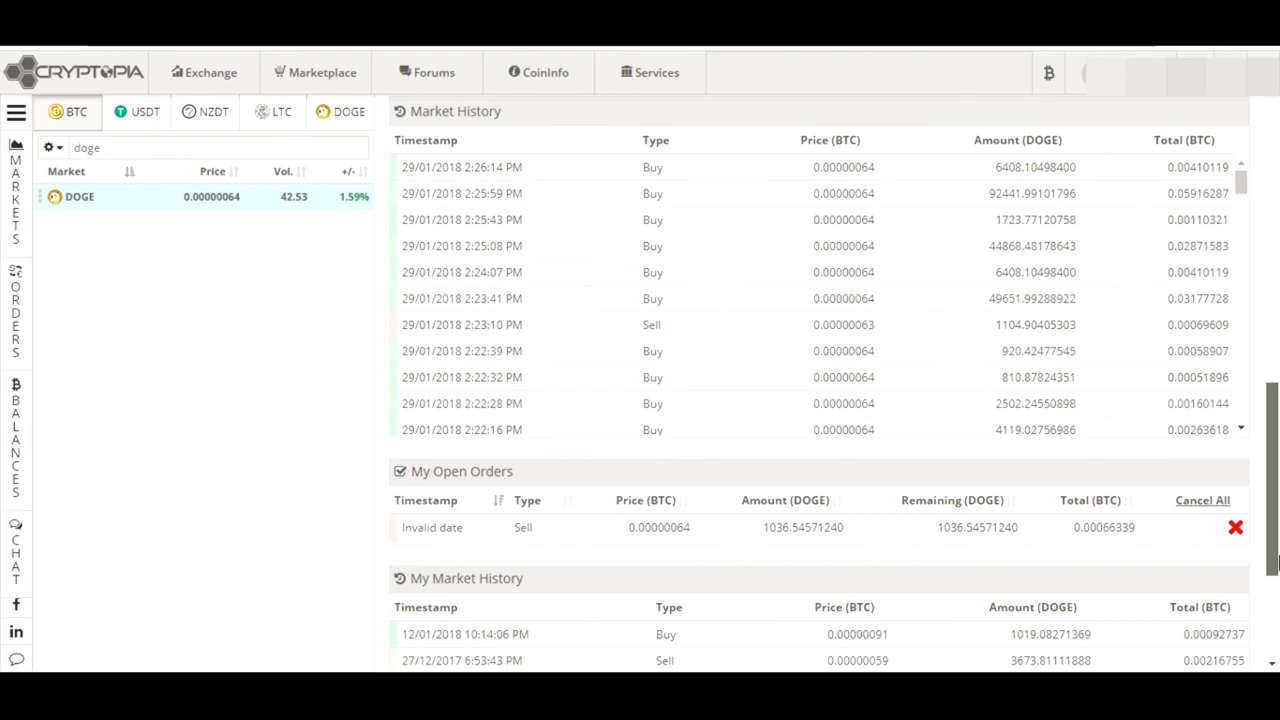 CRYPTOPIA Exchange Marketplace Forums CoinInfo Services
BTC USDT NZDT LTC DOGE
doge
Market Price Vol. +/-
DOGE 0.00000064 42.53 1.59%
MARKETS
ORDERS
BALANCES
CHAT
Market History
Timestamp Type Price (BTC) Amount (DOGE) Total (BTC)
29/01/2018 2:26:14 PM Buy 0.00000064 6408.10498400 0.00410119
29/01/2018 2:25:59 PM Buy 0.00000064 92441.99101796 0.05916287
29/01/2018 2:25:43 PM Buy 0.00000064 1723.77120758 0.00110321
29/01/2018 2:25:08 PM Buy 0.00000064 44868.48178643 0.02871583
29/01/2018 2:24:07 PM Buy 0.00000064 6408.10498400 0.00410119
29/01/2018 2:23:41 PM Buy 0.00000064 49651.99288922 0.03177728
29/01/2018 2:23:10 PM Sell 0.00000063 1104.90405303 0.00069609
29/01/2018 2:22:39 PM Buy 0.00000064 920.42477545 0.00058907
29/01/2018 2:22:32 PM Buy 0.00000064 810.87824351 0.00051896
29/01/2018 2:22:28 PM Buy 0.00000064 2502.24550898 0.00160144
29/01/2018 2:22:16 PM Buy 0.00000064 4119.02756986 0.00263618
My Open Orders
Timestamp Type Price (BTC) Amount (DOGE) Remaining (DOGE) Total (BTC) Cancel All
Invalid date Sell 0.00000064 1036.54571240 1036.54571240 0.00066339
My Market History
Timestamp Type Price (BTC) Amount (DOGE) Total (BTC)
12/01/2018 10:14:06 PM Buy 0.00000091 1019.08271369 0.00092737
27/12/2017 6:53:43 PM Sell 0.00000059 3673.81111888 0.00216755